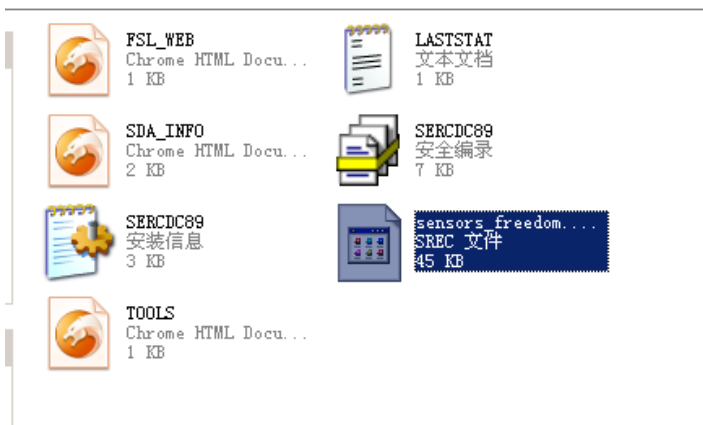 FSL_WEB
Chrome HTML Docu...
1 KB
LASTSTAT
文本文档
1 KB
SDA_INFO
Chrome HTML Docu...
2 KB
SERCDC89
安全编录
7 KB
SERCDC89
安装信息
3 KB
sensors_freedom....
SREC 文件
45 KB
TOOLS
Chrome HTML Docu...
1 KB